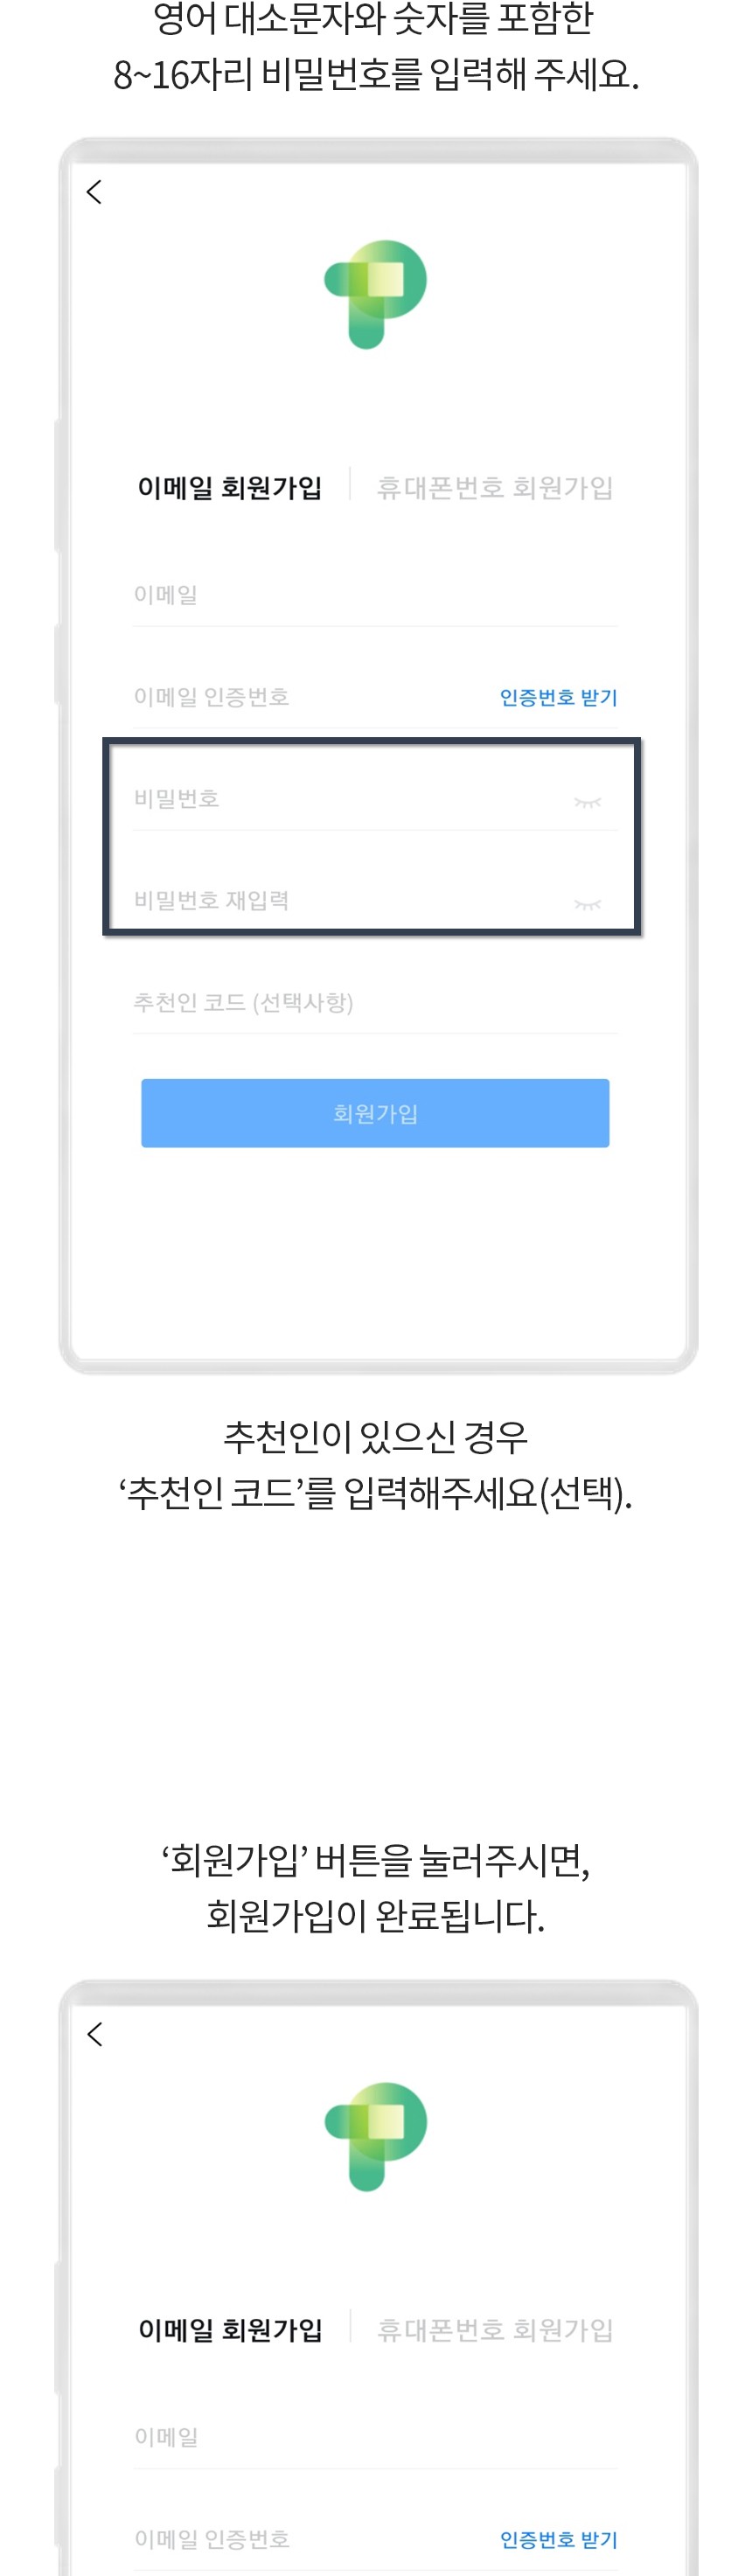 영어 대소문자와 숫자를 포함한
8~16자리 비밀번호를 입력해 주세요.
이메일 회원가입
휴대폰번호 회원가입
이메일
이메일 인증번호
인증번호 받기
비밀번호
비밀번호 재입력
추천인 코드 (선택사항)
회원가입
추천인이 있으신 경우
‘추천인 코드’를 입력해주세요(선택).
‘회원가입’ 버튼을 눌러주시면,
회원가입이 완료됩니다.
이메일 회원가입
휴대폰번호 회원가입
이메일
이메일 인증번호
인증번호 받기